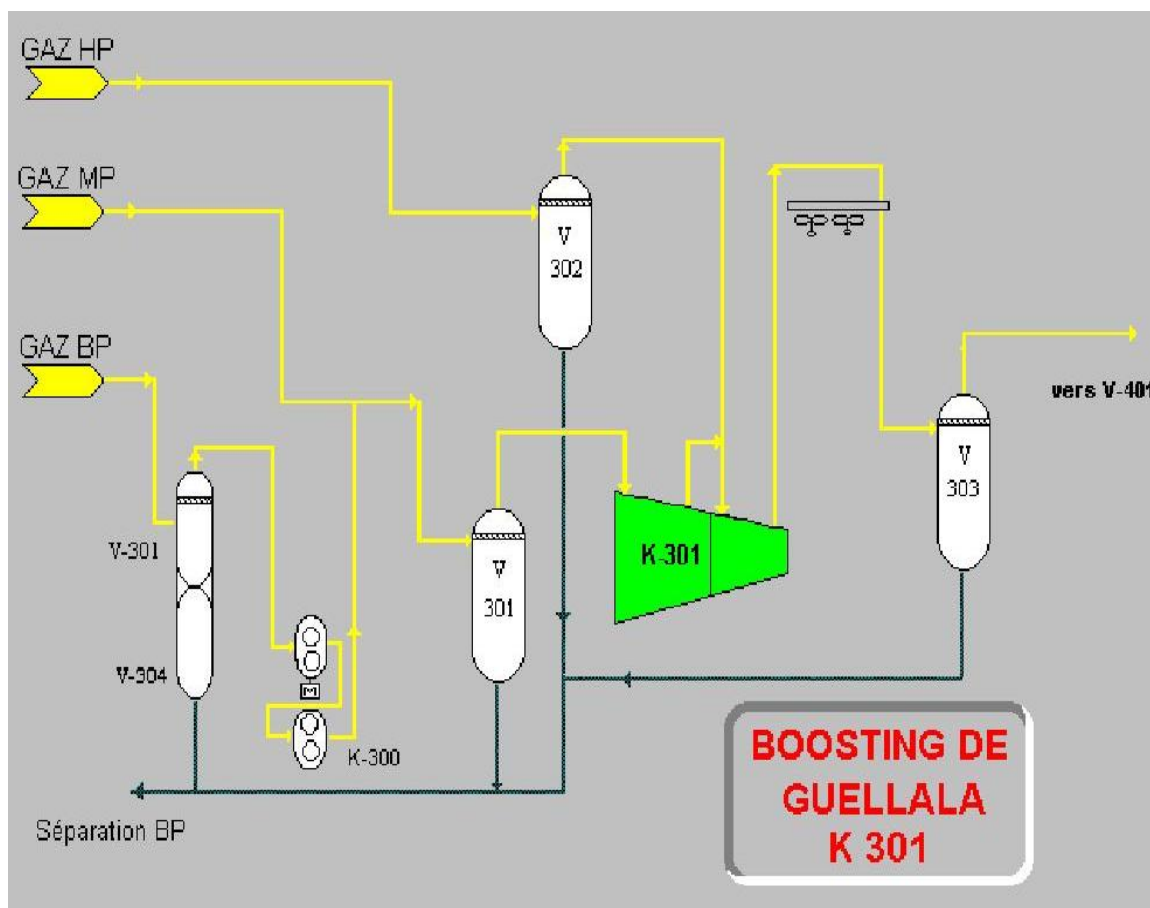 GAZ HP
GAZ MP
GAZ BP
V
302
vers V-401
V
303
V-301
K-301
V
301
V-304
M
K-300
BOOSTING DE
GUELLALA
K 301
Séparation BP